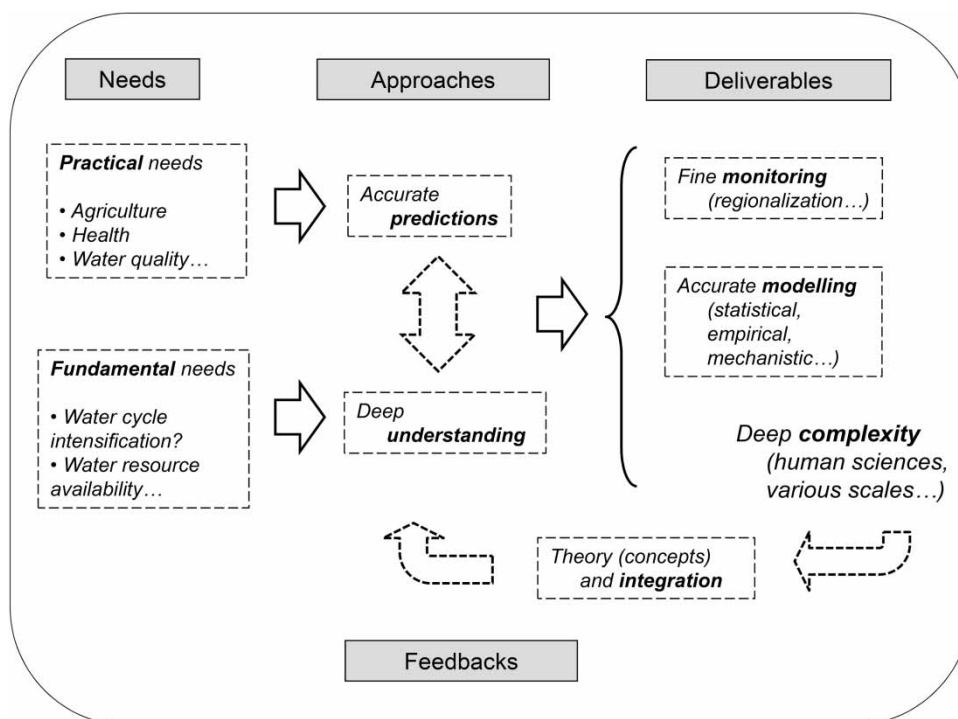 Needs
Approaches
Deliverables
Practical needs
• Agriculture
• Health
• Water quality…
Accurate
predictions
Fine monitoring
(regionalization…)
Accurate modelling
(statistical,
empirical,
mechanistic…)
Fundamental needs
• Water cycle
intensification?
• Water resource
availability…
Deep
understanding
Deep complexity
(human sciences,
various scales…)
Theory (concepts)
and integration
Feedbacks